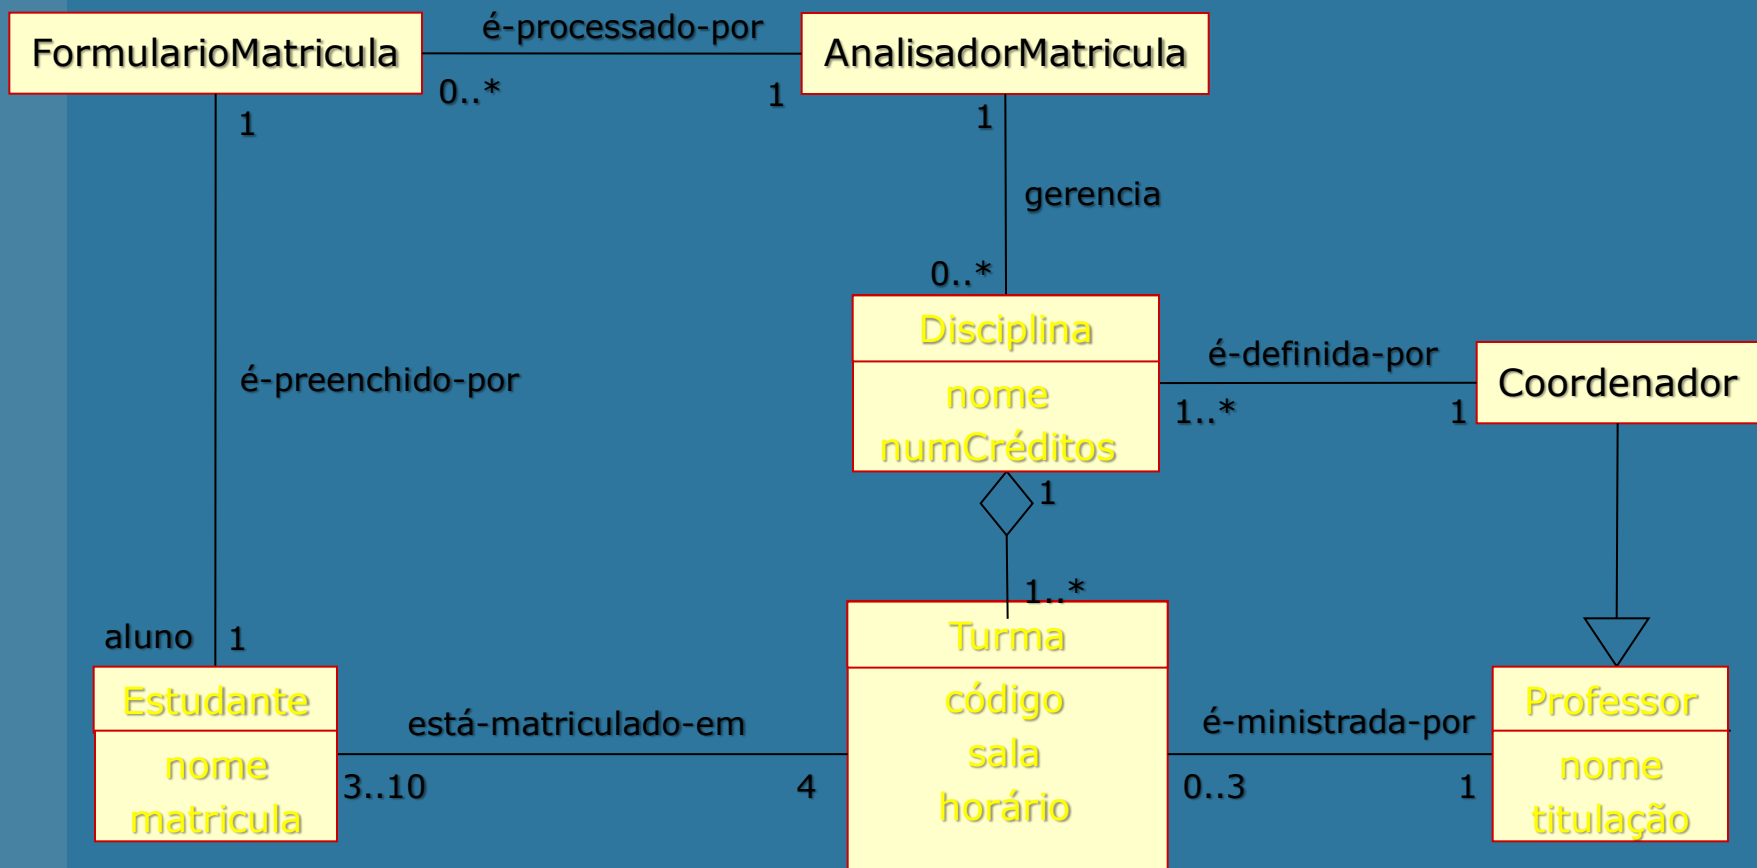 é-processado-por
FormularioMatricula
AnalisadorMatricula
0..*
1
1
1
gerencia
0..*
Disciplina
é-definida-por
é-preenchido-por
Coordenador
nome
1..*
1
numCréditos
1
1..*
aluno
1
Turma
Estudante
código
Professor
está-matriculado-em
é-ministrada-por
nome
sala
nome
3..10
4
0..3
1
horário
matricula
titulação